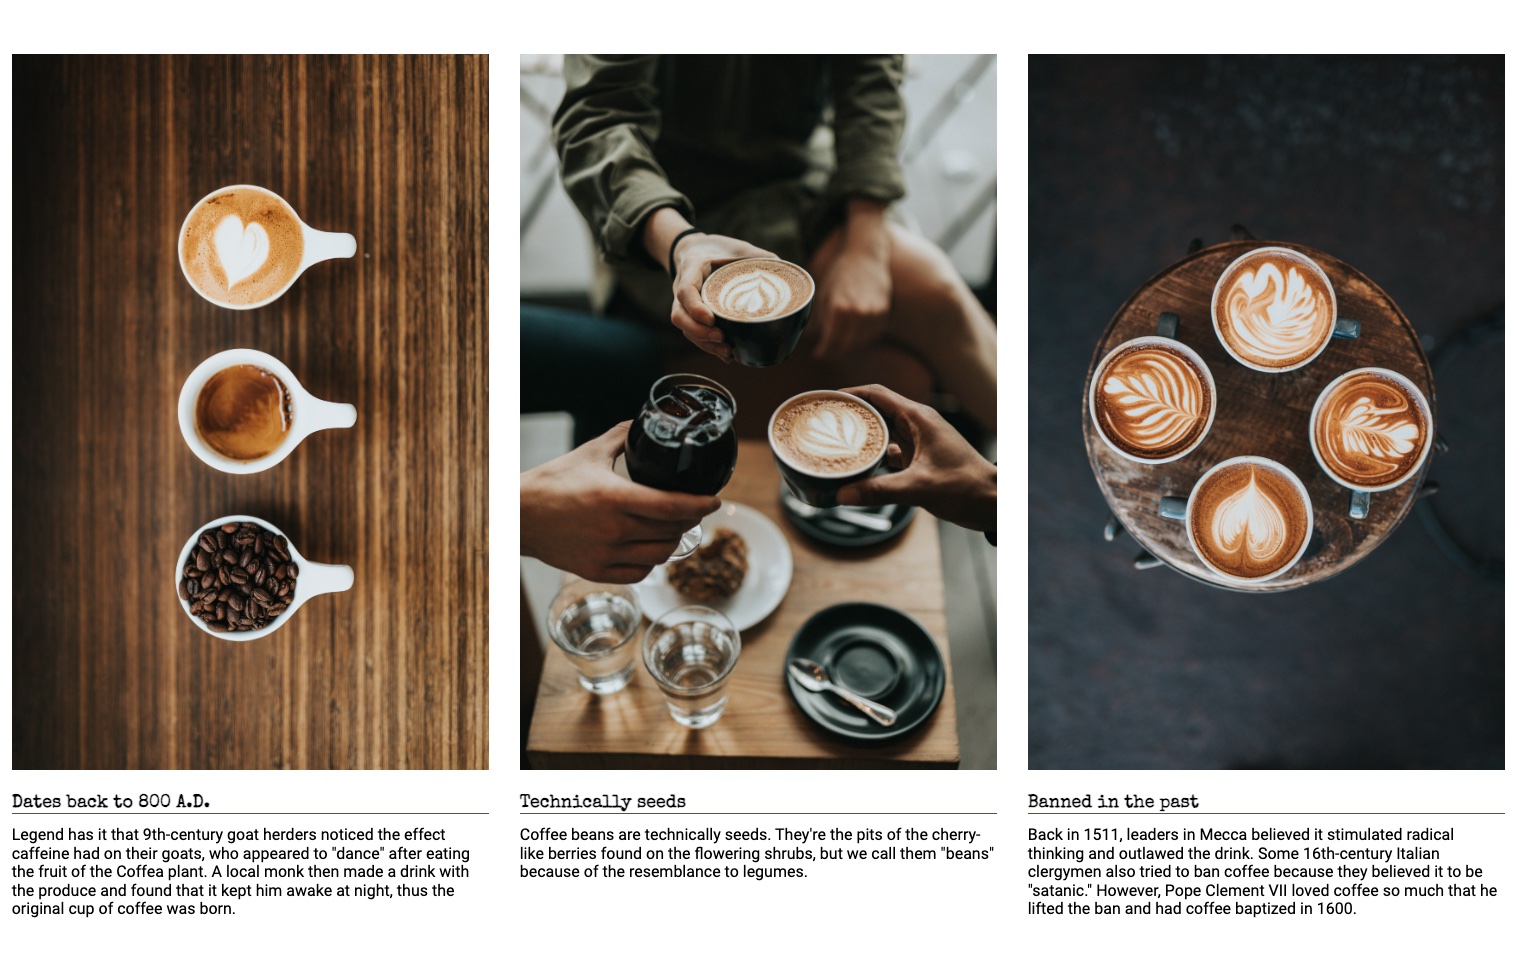 Dates back to 800 A.D.
Legend has it that 9th-century goat herders noticed the effect
caffeine had on their goats, who appeared to "dance" after eating
the fruit of the Coffea plant. A local monk then made a drink with
the produce and found that it kept him awake at night, thus the
original cup of coffee was born.
Technically seeds
Coffee beans are technically seeds. They're the pits of the cherry-
like berries found on the flowering shrubs, but we call them "beans"
because of the resemblance to legumes.
Banned in the past
Back in 1511, leaders in Mecca believed it stimulated radical
thinking and outlawed the drink. Some 16th-century Italian
clergymen also tried to ban coffee because they believed it to be
"satanic." However, Pope Clement VII loved coffee so much that he
lifted the ban and had coffee baptized in 1600.